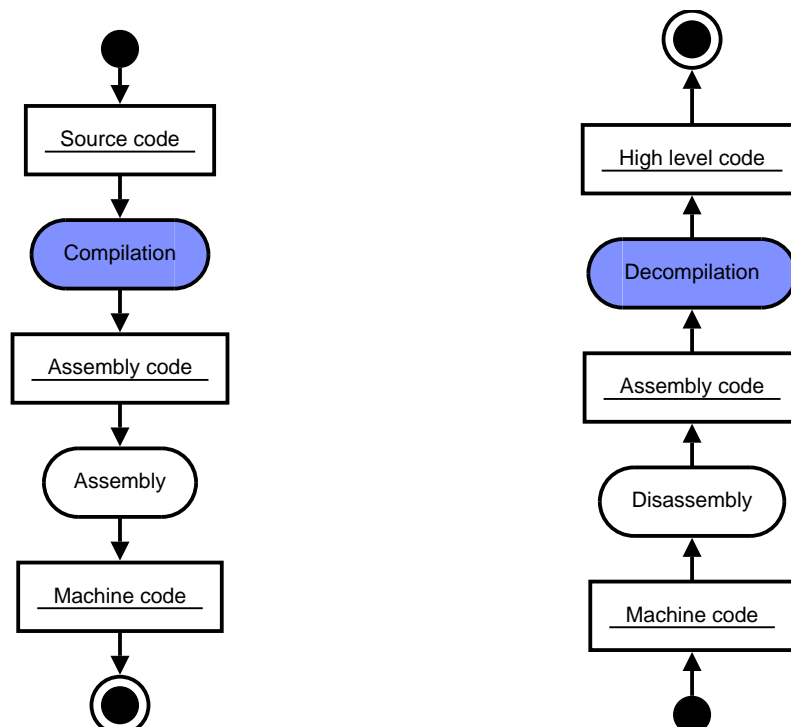 Source code
Compilation
Assembly code
Assembly
Machine code
High level code
Decompilation
Assembly code
Disassembly
Machine code